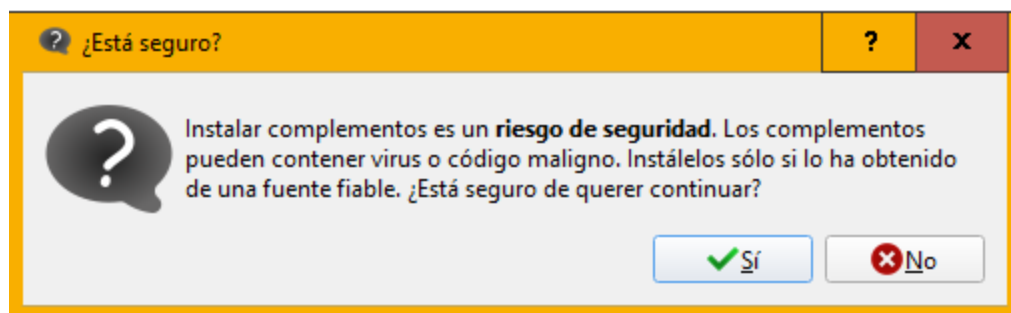 ¿Está seguro?
?
x
Instalar complementos es un riesgo de seguridad. Los complementos
pueden contener virus o código maligno. Instálelos sólo si lo ha obtenido
de una fuente fiable. ¿Está seguro de querer continuar?
Sí
No